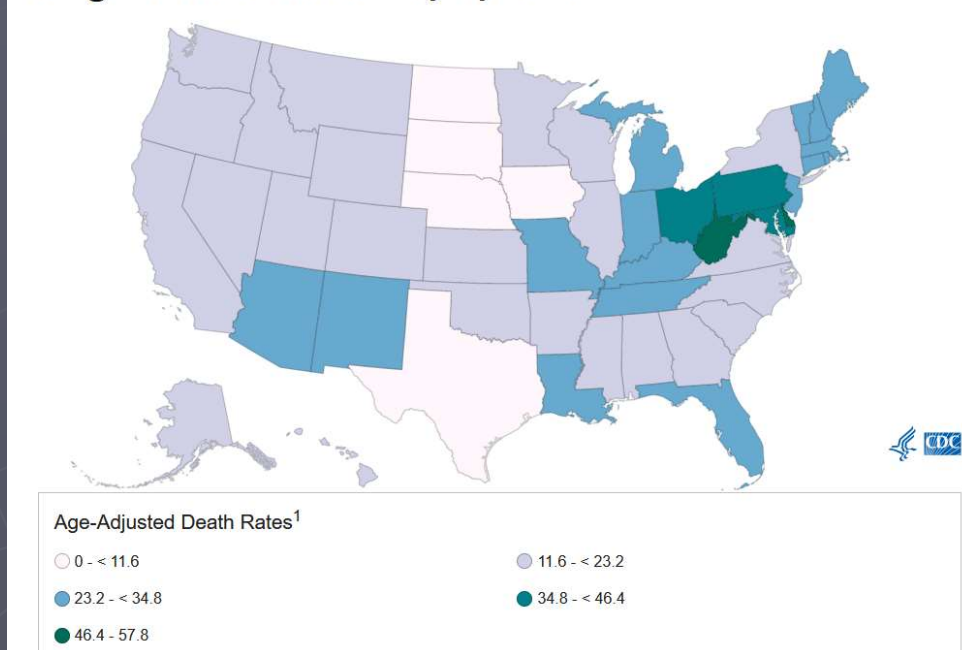 Age-Adjusted Death Rates1
0 - < 11.6
11.6 - < 23.2
23.2 - < 34.8
34.8 - < 46.4
46.4 - 57.8
CDC